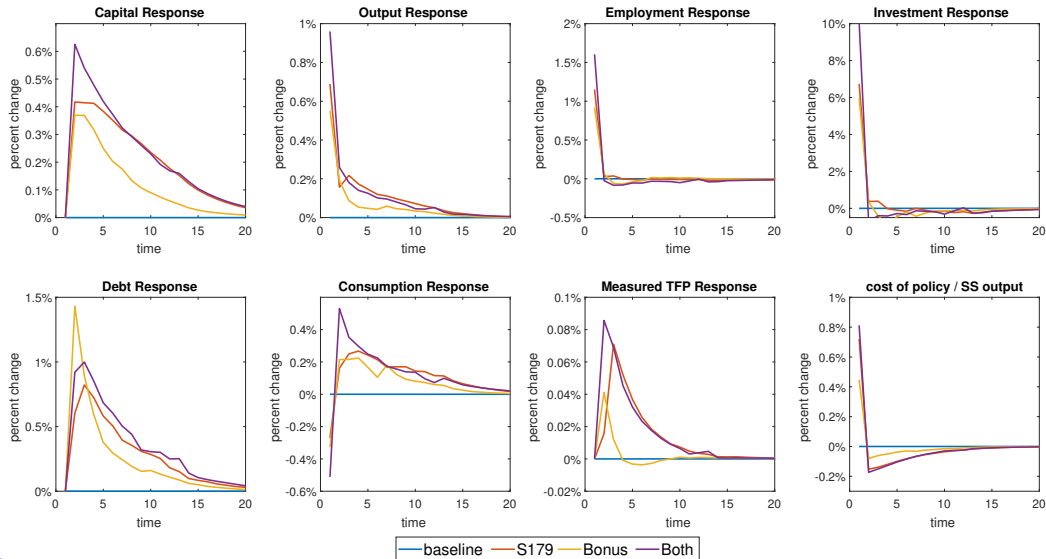 Capital Response
percent change
0.6%
0.5%
0.4%
0.3%
0.2%
0.1%
0%
0 5 10 15 20
time
Output Response
percent change
1%
0.8%
0.6%
0.4%
0.2%
0%
0 5 10 15 20
time
Employment Response
percent change
2%
1.5%
1%
0.5%
0%
-0.5%
0 5 10 15 20
time
Investment Response
percent change
10%
8%
6%
4%
2%
0%
0 5 10 15 20
time
Debt Response
percent change
1.5%
1%
0.5%
0%
0 5 10 15 20
time
Consumption Response
percent change
0.4%
0.2%
0%
-0.2%
-0.4%
-0.6%
0 5 10 15 20
time
Measured TFP Response
percent change
0.1%
0.08%
0.06%
0.04%
0.02%
0%
-0.02%
0 5 10 15 20
time
cost of policy / SS output
percent change
1%
0.8%
0.6%
0.4%
0.2%
0%
-0.2%
0 5 10 15 20
time
baseline S179 Bonus Both